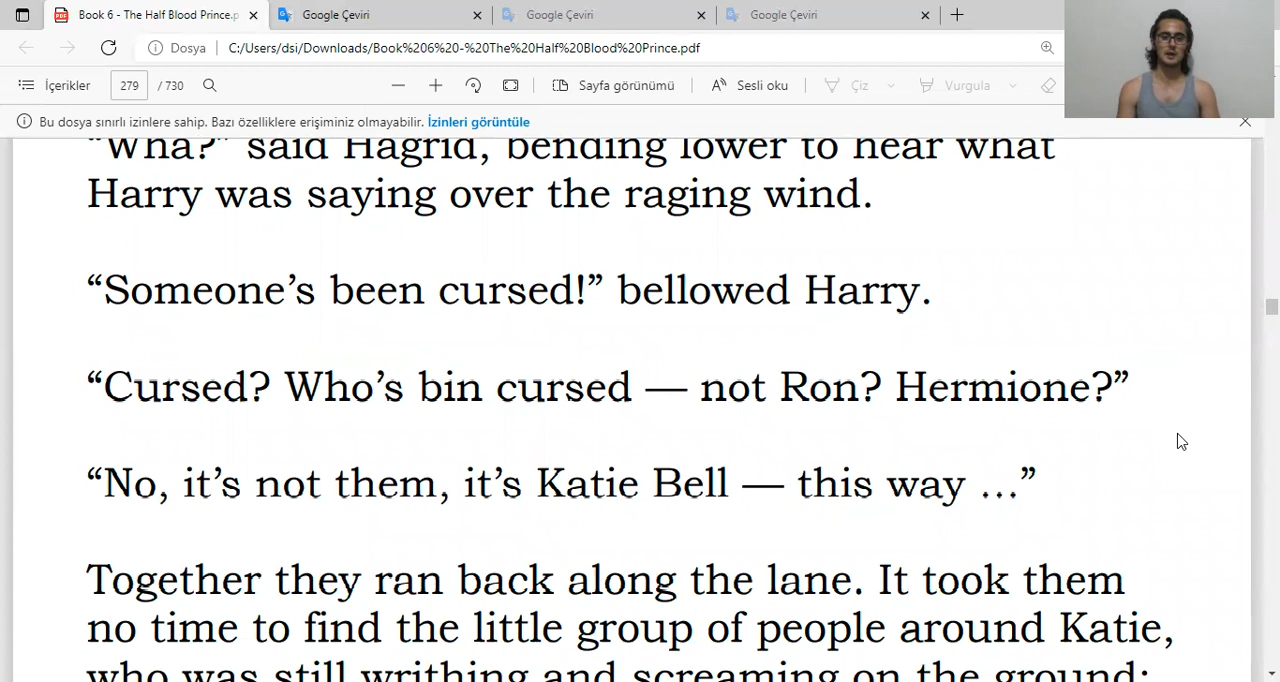 Book 6 - The Half Blood Prince.p
Google Çeviri
Google Çeviri
Google Çeviri
Dosya
C:/Users/dsi/Downloads/Book%206%20-%20The%20Half%20Blood%20Prince.pdf
İçerikler
279 / 730
Sayfa görünümü
Sesli oku
Çiz
Vurgula
Bu dosya sınırlı izinlere sahip. Bazı özelliklere erişiminiz olmayabilir. İzinleri görüntüle
“Wha?” said Hagrid, bending lower to hear what
Harry was saying over the raging wind.
“Someone’s been cursed!” bellowed Harry.
“Cursed? Who’s bin cursed — not Ron? Hermione?”
“No, it’s not them, it’s Katie Bell — this way …”
Together they ran back along the lane. It took them
no time to find the little group of people around Katie,
who was still writhing and screaming on the ground;